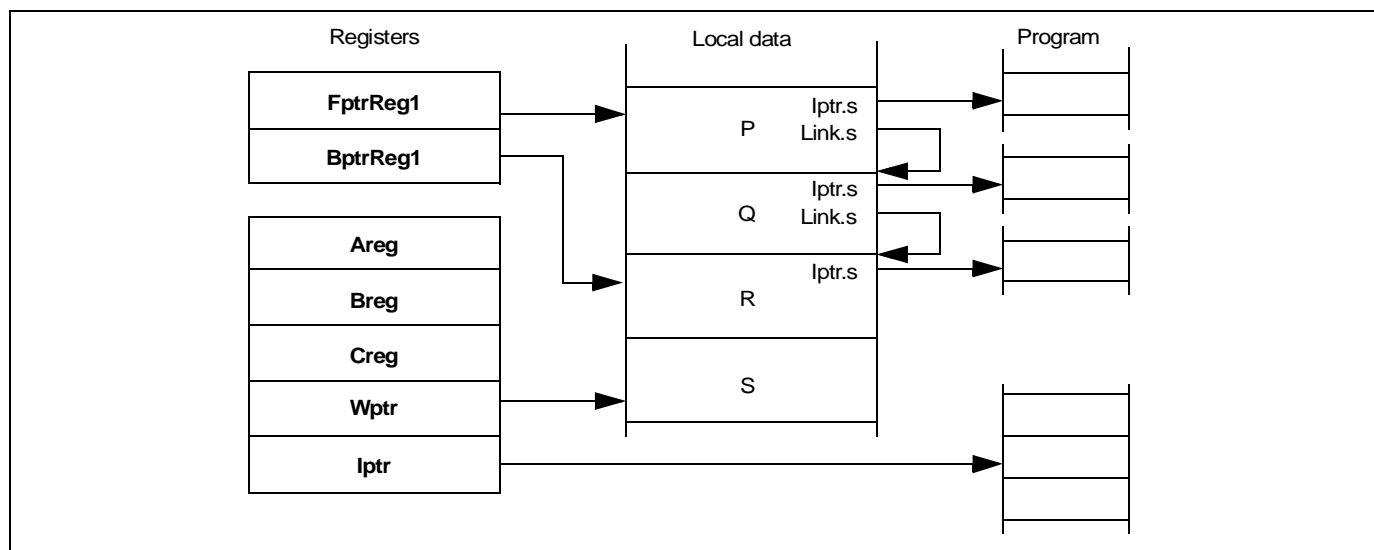 Registers
Local data
Program
FptrReg1
BptrReg1
Areg
Breg
Creg
Wptr
Iptr
P
Iptr.s
Link.s
Q
Iptr.s
Link.s
R
Iptr.s
S